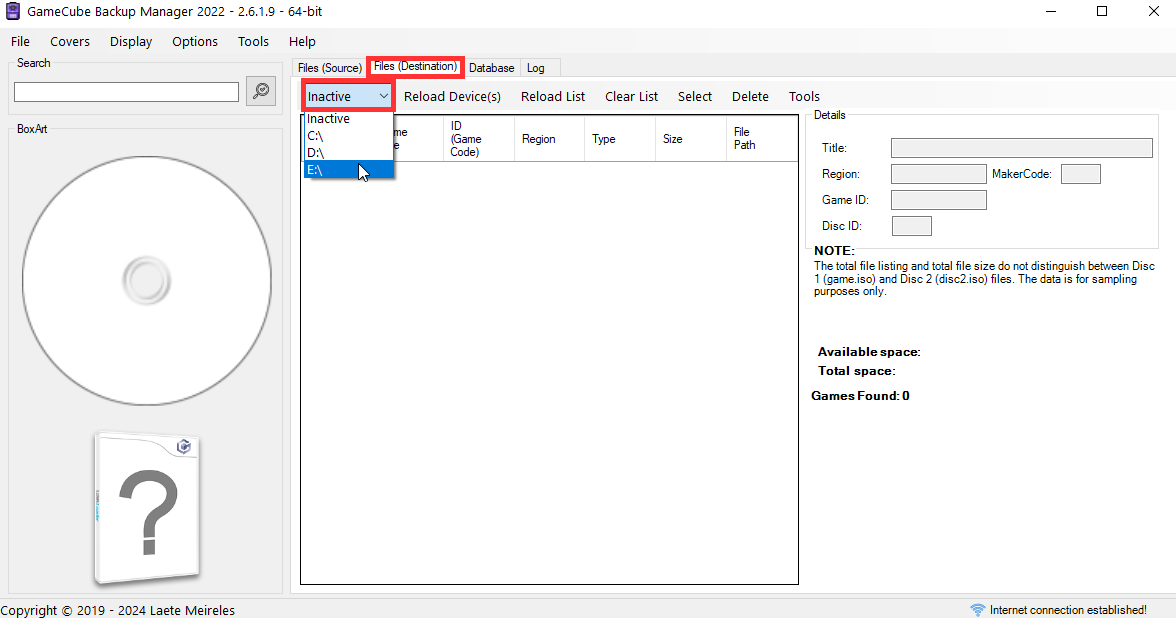 GameCube Backup Manager 2022 - 2.6.1.9 - 64-bit
File Covers Display Options Tools Help
Search
BoxArt
Files (Source) Files (Destination) Database Log
Inactive Reload Device(s) Reload List Clear List Select Delete Tools
Inactive
C:\
D:\
E:\
ID
(Game
Code)
Region
Type
Size
File
Path
Details
Title:
Region: MakerCode:
Game ID:
Disc ID:
NOTE:
The total file listing and total file size do not distinguish between Disc
1 (game.iso) and Disc 2 (disc2.iso) files. The data is for sampling
purposes only.
Available space:
Total space:
Games Found: 0
?
Copyright © 2019 - 2024 Laete Meireles
Internet connection established!